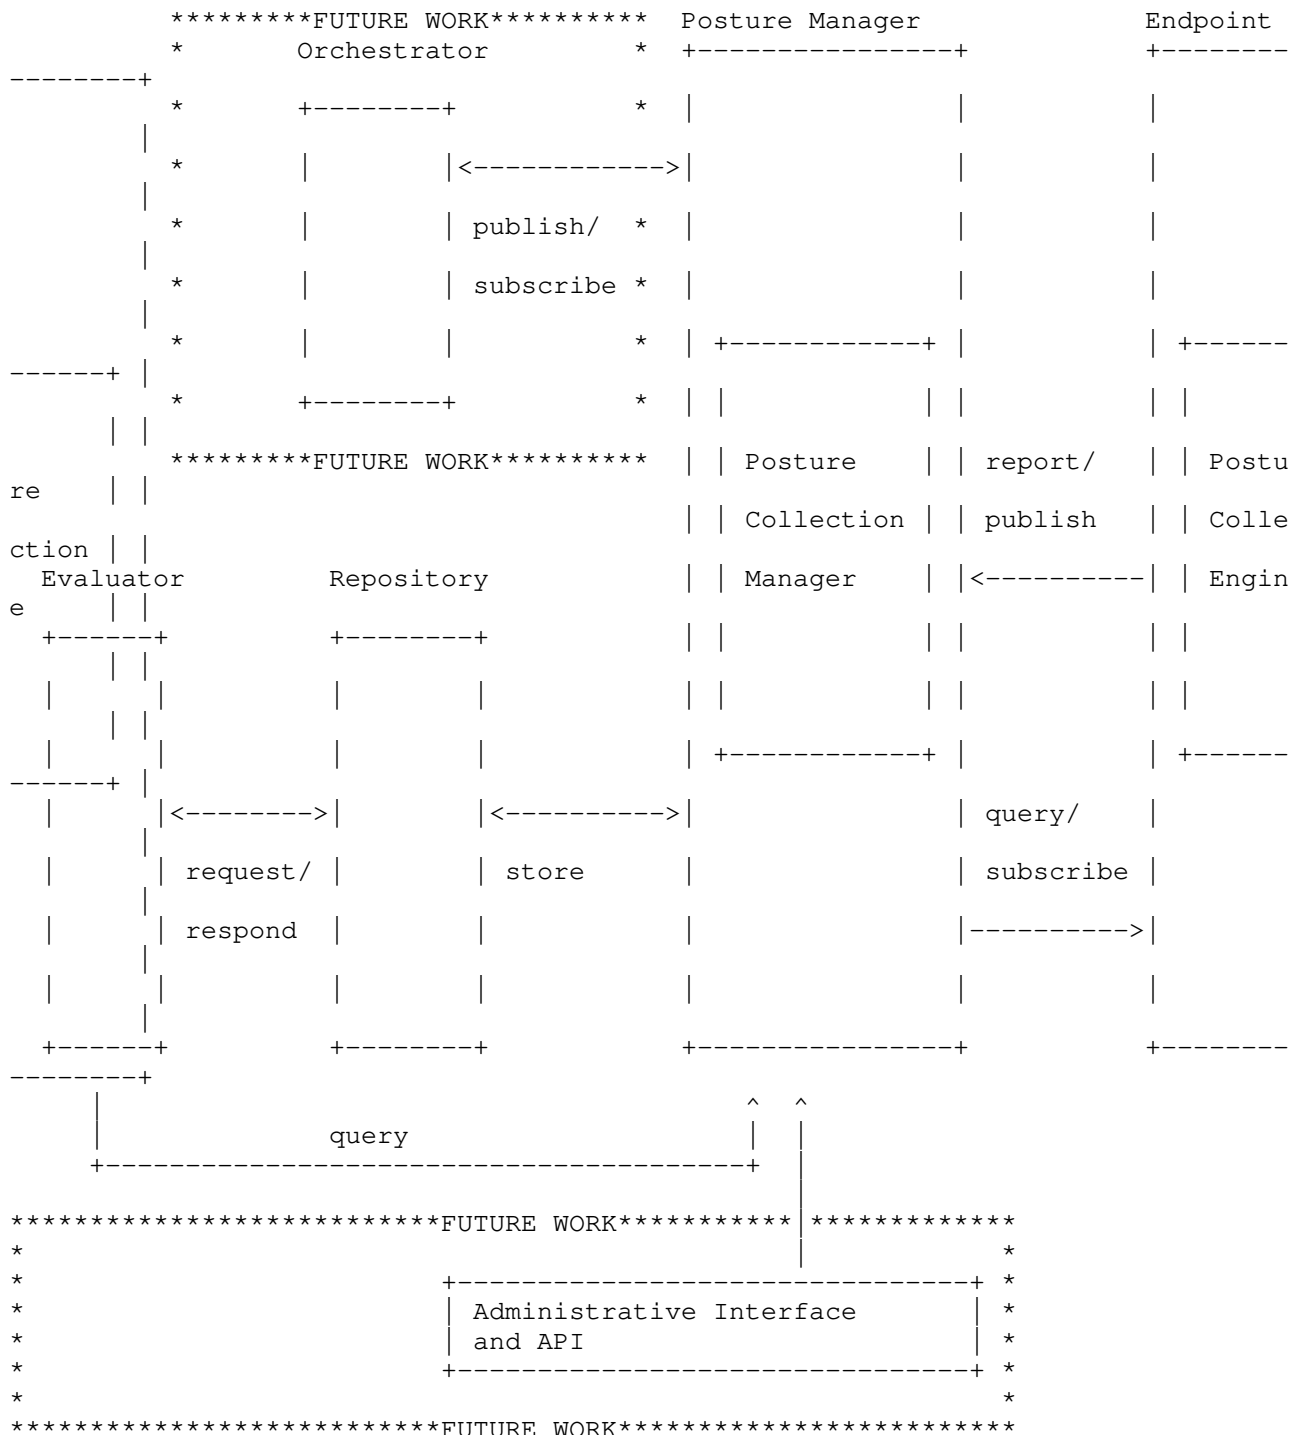 *********FUTURE WORK**********  Posture Manager              Endpoint
          *       Orchestrator         *  +----------------+           +--------
--------+
          *       +--------+           *  |                |           |
        |
          *       |        |<------------>|                |           |
        |
          *       |        | publish/  *  |                |           |
        |
          *       |        | subscribe *  |                |           |
        |
          *       |        |           *  | +------------+ |           | +------
------+ |
          *       +--------+           *  | |            | |           | |
      | |
          *********FUTURE WORK**********  | | Posture    | | report/   | | Postu
re    | |
                                          | | Collection | | publish   | | Colle
ction | |
  Evaluator         Repository            | | Manager    | |<----------| | Engin
e     | |
  +------+          +--------+            | |            | |           | |
      | |
  |      |          |        |            | |            | |           | |
      | |
  |      |          |        |            | +------------+ |           | +------
------+ |
  |      |<-------->|        |<---------->|                | query/    |
        |
  |      | request/ |        | store      |                | subscribe |
        |
  |      | respond  |        |            |                |---------->|
        |
  |      |          |        |            |                |           |
        |
  +------+          +--------+            +----------------+           +--------
--------+
     |                                        ^  ^
     |              query                     |  |
     +----------------------------------------+  |
                                                 |
***************************FUTURE WORK***********|*************
*                                                |            *
*                          +--------------------------------+ *
*                          | Administrative Interface       | *
*                          | and API                        | *
*                          +--------------------------------+ *
*                                                             *
***************************FUTURE WORK*************************